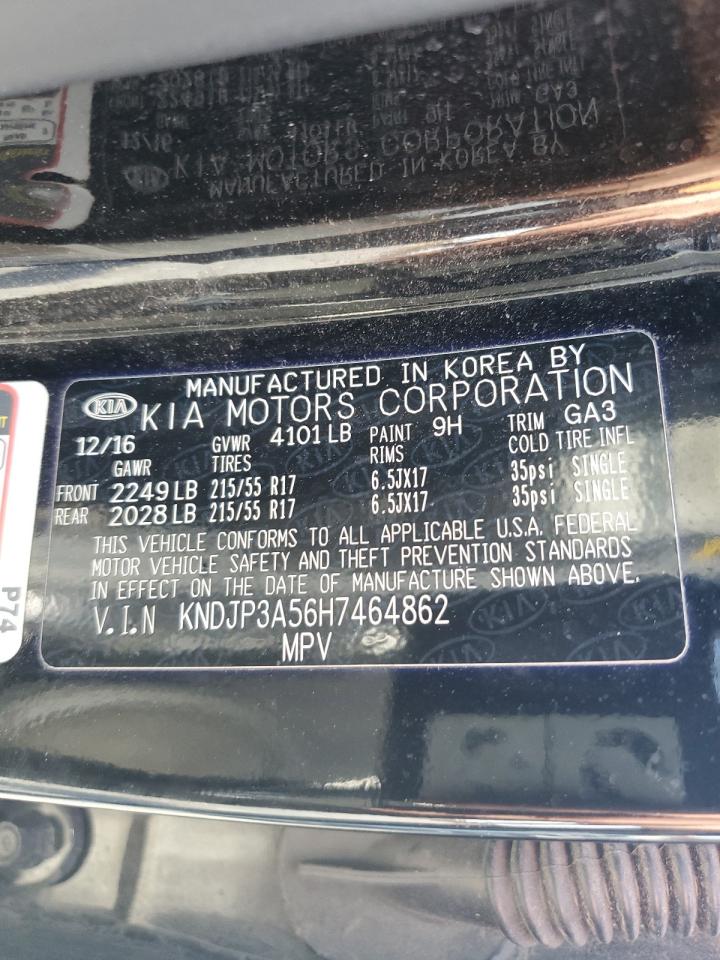 MANUFACTURED IN KOREA BY
KIA KIA MOTORS CORPORATION
12/16 GVWR 4101 LB PAINT 9H TRIM GA3
GAWR TIRES RIMS COLD TIRE INFL
FRONT 2249 LB 215/55 R17 6.5JX17 35psi SINGLE
REAR 2028 LB 215/55 R17 6.5JX17 35psi SINGLE
THIS VEHICLE CONFORMS TO ALL APPLICABLE U.S.A. FEDERAL
MOTOR VEHICLE SAFETY AND THEFT PREVENTION STANDARDS
IN EFFECT ON THE DATE OF MANUFACTURE SHOWN ABOVE.
V.I.N KNDJP3A56H7464862
MPV
P74